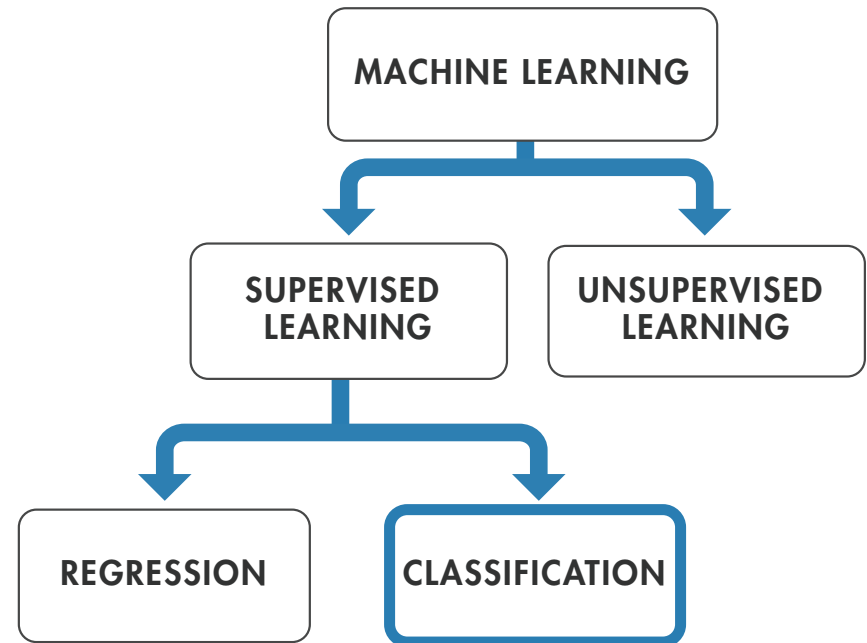 MACHINE LEARNING
SUPERVISED
LEARNING
UNSUPERVISED
LEARNING
REGRESSION
CLASSIFICATION